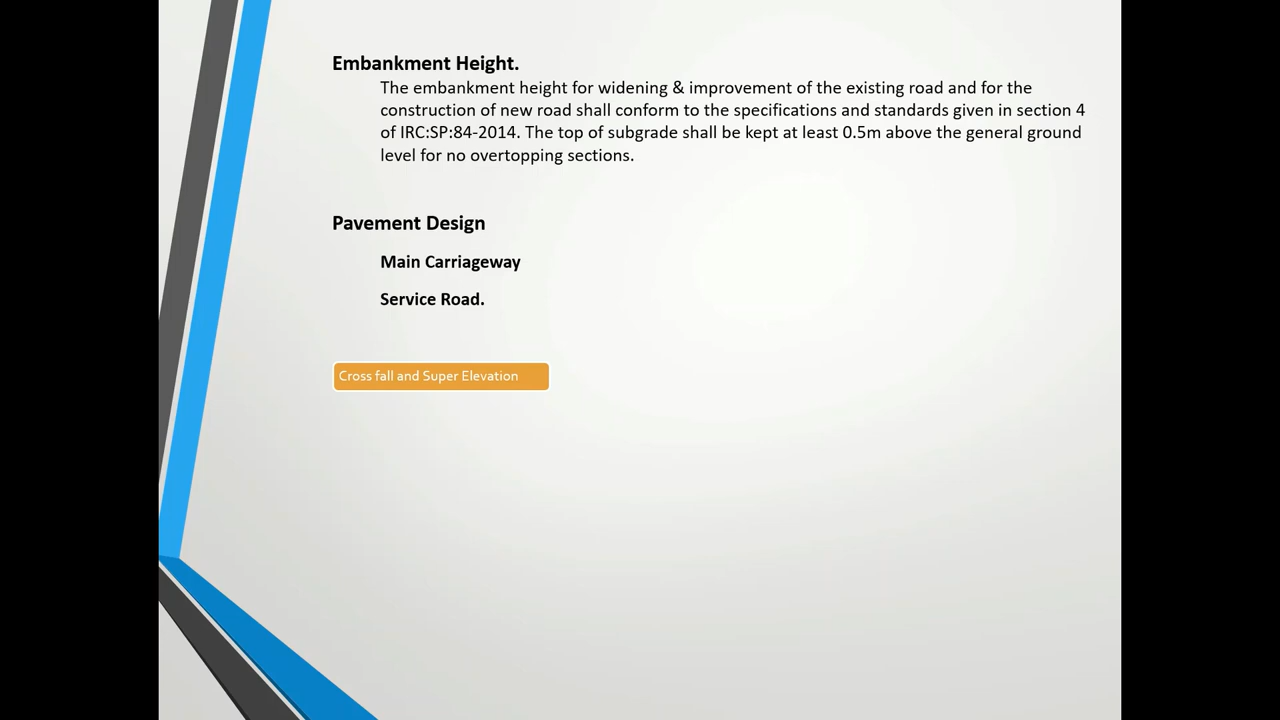 Embankment Height.
The embankment height for widening & improvement of the existing road and for the
construction of new road shall conform to the specifications and standards given in section 4
of IRC:SP:84-2014. The top of subgrade shall be kept at least 0.5m above the general ground
level for no overtopping sections.
Pavement Design
Main Carriageway
Service Road.
Cross fall and Super Elevation